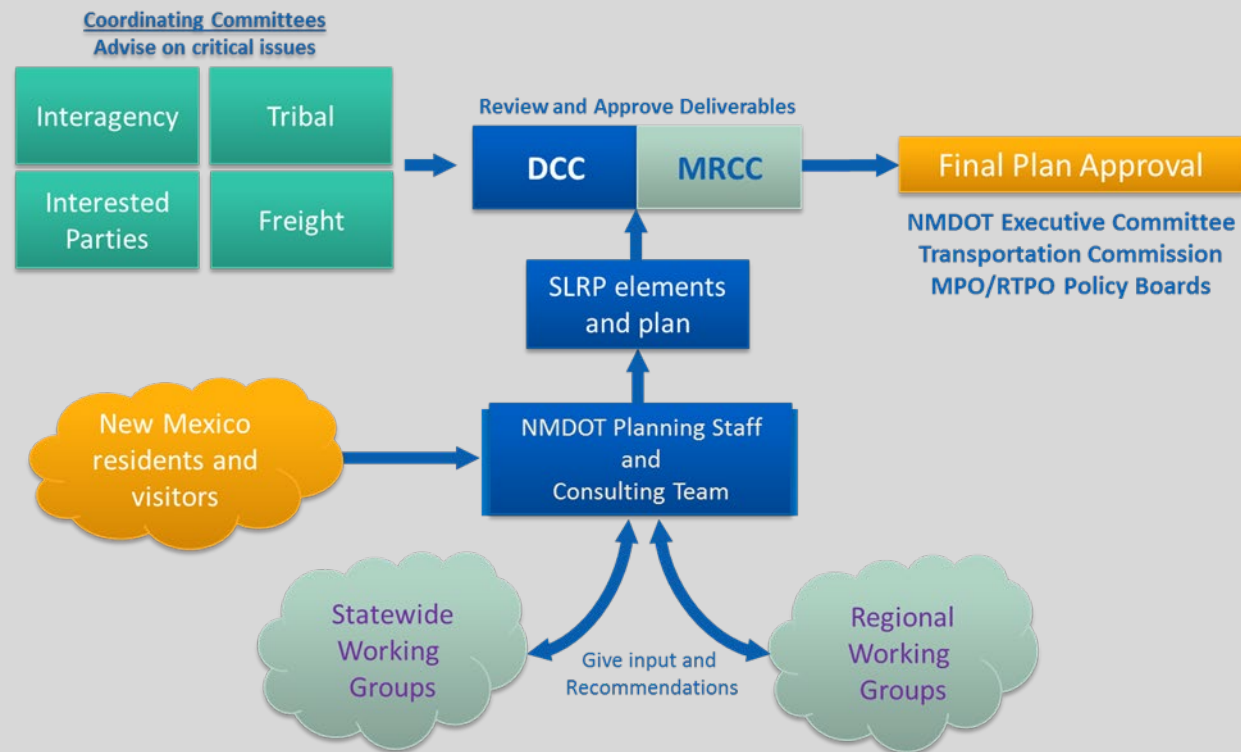 Coordinating Committees
Advise on critical issues
Interagency
Tribal
Interested
Parties
Freight
Review and Approve Deliverables
DCC
MRCC
Final Plan Approval
NMDOT Executive Committee
Transportation Commission
MPO/RTPO Policy Boards
SLRP elements
and plan
New Mexico
residents and
visitors
NMDOT Planning Staff
and
Consulting Team
Statewide
Working
Groups
Give input and
Recommendations
Regional
Working
Groups